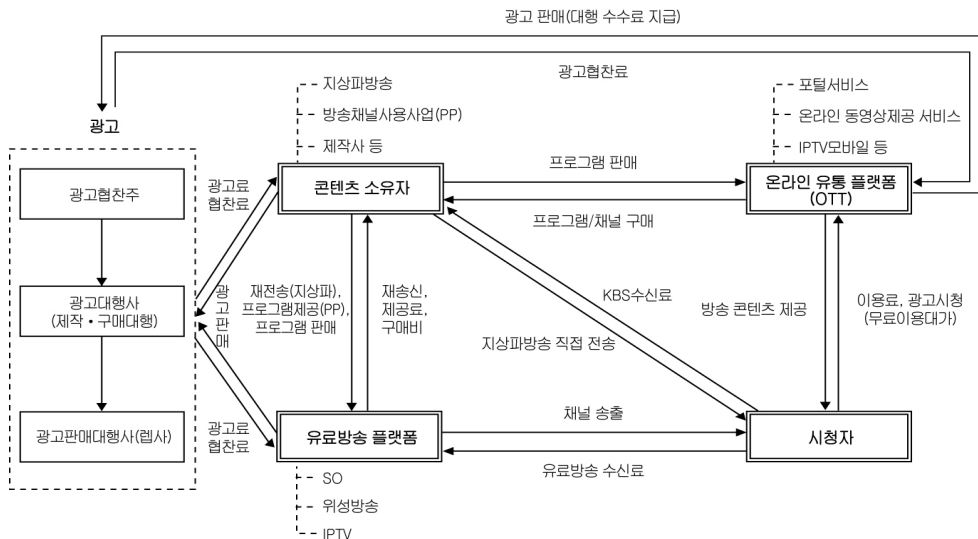 광고 판매(대행 수수료 지급)
광고협찬료
광고
지상파방송
방송채널사용사업(PP)
제작사 등
포털서비스
온라인 동영상제공 서비스
IPTV모바일 등
광고협찬주
광고대행사
(제작・구매대행)
광고판매대행사(렙사)
광고료
협찬료
콘텐츠 소유자
프로그램 판매
프로그램/채널 구매
온라인 유통 플랫폼
(OTT)
광고판매
재전송(지상파),
프로그램제공(PP),
프로그램 판매
재송신,
제공료,
구매비
KBS수신료
지상파방송 직접 전송
방송 콘텐츠 제공
이용료, 광고시청
(무료이용대가)
광고료
협찬료
유료방송 플랫폼
채널 송출
유료방송 수신료
시청자
SO
위성방송
IPTV